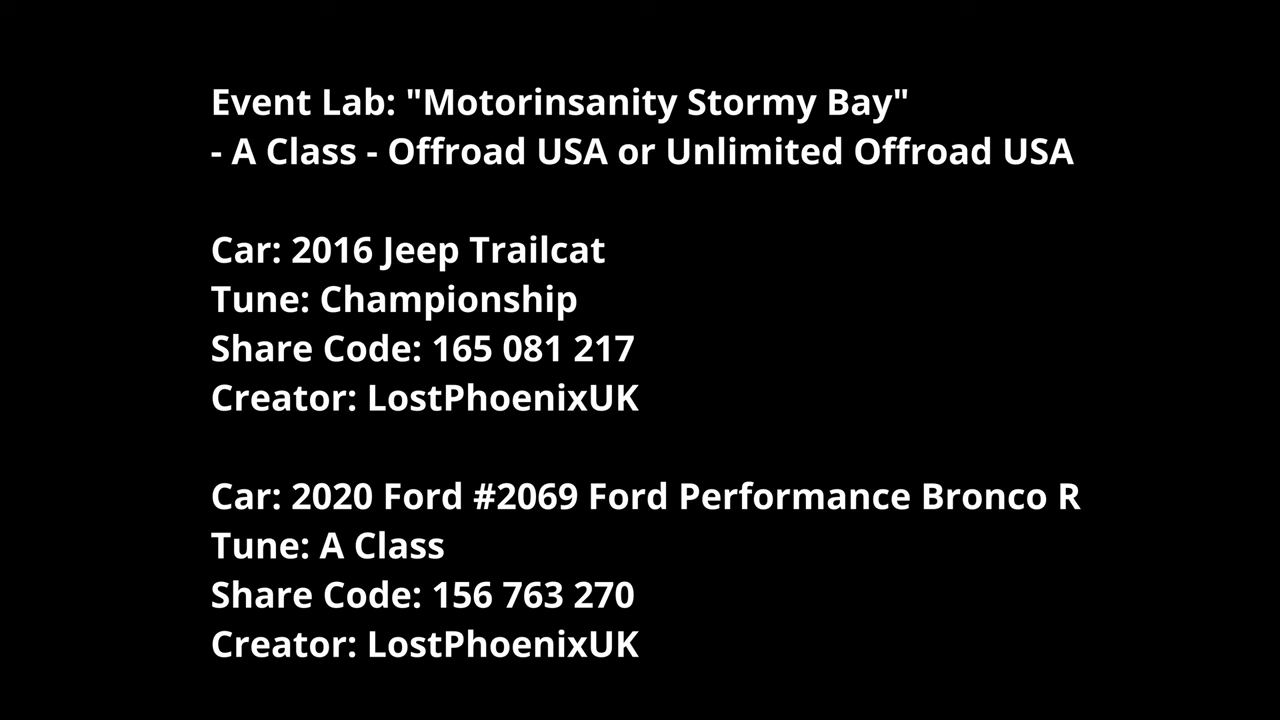 Event Lab: "Motorinsanity Stormy Bay"
- A Class - Offroad USA or Unlimited Offroad USA
Car: 2016 Jeep Trailcat
Tune: Championship
Share Code: 165 081 217
Creator: LostPhoenixUK
Car: 2020 Ford #2069 Ford Performance Bronco R
Tune: A Class
Share Code: 156 763 270
Creator: LostPhoenixUK